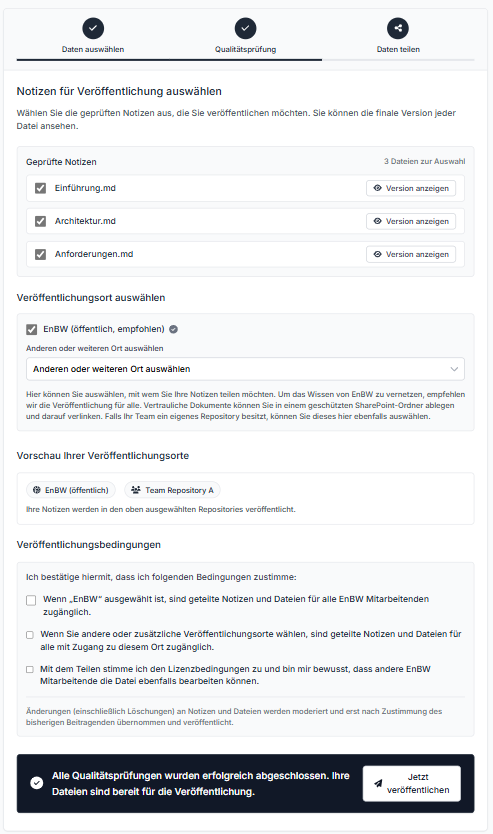 Daten auswählen
Qualitätsprüfung
Daten teilen
Notizen für Veröffentlichung auswählen
Wählen Sie die geprüften Notizen aus, die Sie veröffentlichen möchten. Sie können die finale Version jeder
Datei ansehen.
Geprüfte Notizen
3 Dateien zur Auswahl
Einführung.md
Version anzeigen
Architektur.md
Version anzeigen
Anforderungen.md
Version anzeigen
Veröffentlichungsort auswählen
EnBW (öffentlich, empfohlen)
Anderen oder weiteren Ort auswählen
Anderen oder weiteren Ort auswählen
Hier können Sie auswählen, mit wem Sie Ihre Notizen teilen möchten. Um das Wissen von EnBW zu vernetzen, empfehlen
wir die Veröffentlichung für alle. Vertrauliche Dokumente können Sie in einem geschützten SharePoint-Ordner ablegen
und darauf verlinken. Falls Ihr Team ein eigenes Repository besitzt, können Sie dieses hier ebenfalls auswählen.
Vorschau Ihrer Veröffentlichungsorte
EnBW (öffentlich)
Team Repository A
Ihre Notizen werden in den oben ausgewählten Repositories veröffentlicht.
Veröffentlichungsbedingungen
Ich bestätige hiermit, dass ich folgenden Bedingungen zustimme:
Wenn „EnBW“ ausgewählt ist, sind geteilte Notizen und Dateien für alle EnBW Mitarbeitenden
zugänglich.
Wenn Sie andere oder zusätzliche Veröffentlichungsorte wählen, sind geteilte Notizen und Dateien für
alle mit Zugang zu diesem Ort zugänglich.
Mit dem Teilen stimme ich den Lizenzbedingungen zu und bin mir bewusst, dass andere EnBW
Mitarbeitende die Datei ebenfalls bearbeiten können.
Änderungen (einschließlich Löschungen) an Notizen und Dateien werden moderiert und erst nach Zustimmung des
bisherigen Beitragenden übernommen und veröffentlicht.
Alle Qualitätsprüfungen wurden erfolgreich abgeschlossen. Ihre
Dateien sind bereit für die Veröffentlichung.
Jetzt
veröffentlichen